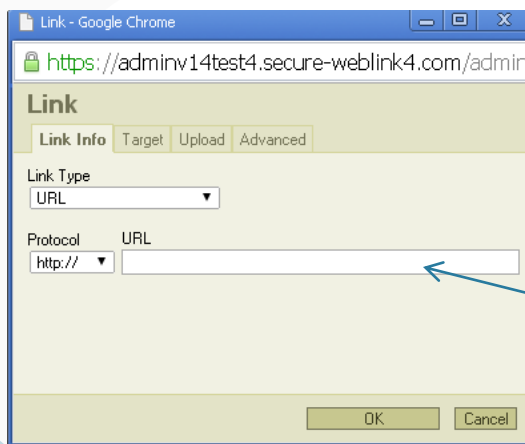 Link - Google Chrome
https://adminv14test4.secure-weblink4.com/admin
Link
Link Info Target Upload Advanced
Link Type
URL
Protocol URL
http://
OK Cancel